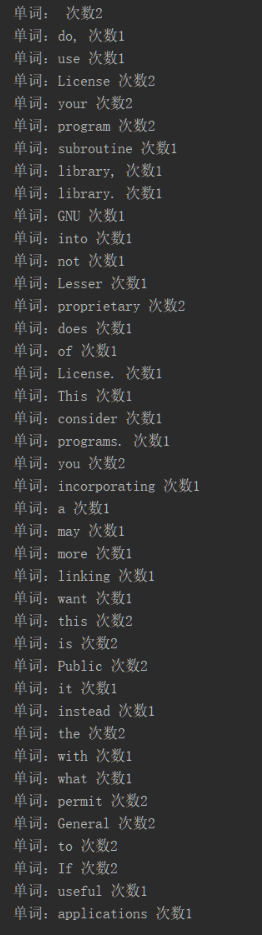 单词:  次数2
单词: do, 次数1
单词: use 次数1
单词: License 次数2
单词: your 次数2
单词: program 次数2
单词: subroutine 次数1
单词: library, 次数1
单词: library. 次数1
单词: GNU 次数1
单词: into 次数1
单词: not 次数1
单词: Lesser 次数1
单词: proprietary 次数2
单词: does 次数1
单词: of 次数1
单词: License. 次数1
单词: This 次数1
单词: consider 次数1
单词: programs. 次数1
单词: you 次数2
单词: incorporating 次数1
单词: a 次数1
单词: may 次数1
单词: more 次数1
单词: linking 次数1
单词: want 次数1
单词: this 次数2
单词: is 次数2
单词: Public 次数2
单词: it 次数1
单词: instead 次数1
单词: the 次数2
单词: with 次数1
单词: what 次数1
单词: permit 次数2
单词: General 次数2
单词: to 次数2
单词: If 次数2
单词: useful 次数1
单词: applications 次数1